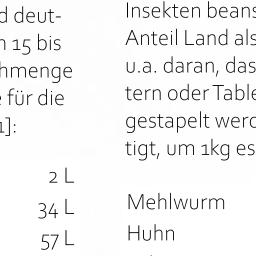 d deut-
n 15 bis
hmenge
e für die
1]:
2 L
34 L
57 L
Insekten beans
Anteil Land als
u.a. daran, das
tern oder Table
gestapelt werd
tigt, um 1kg es
Mehlwurm
Huhn